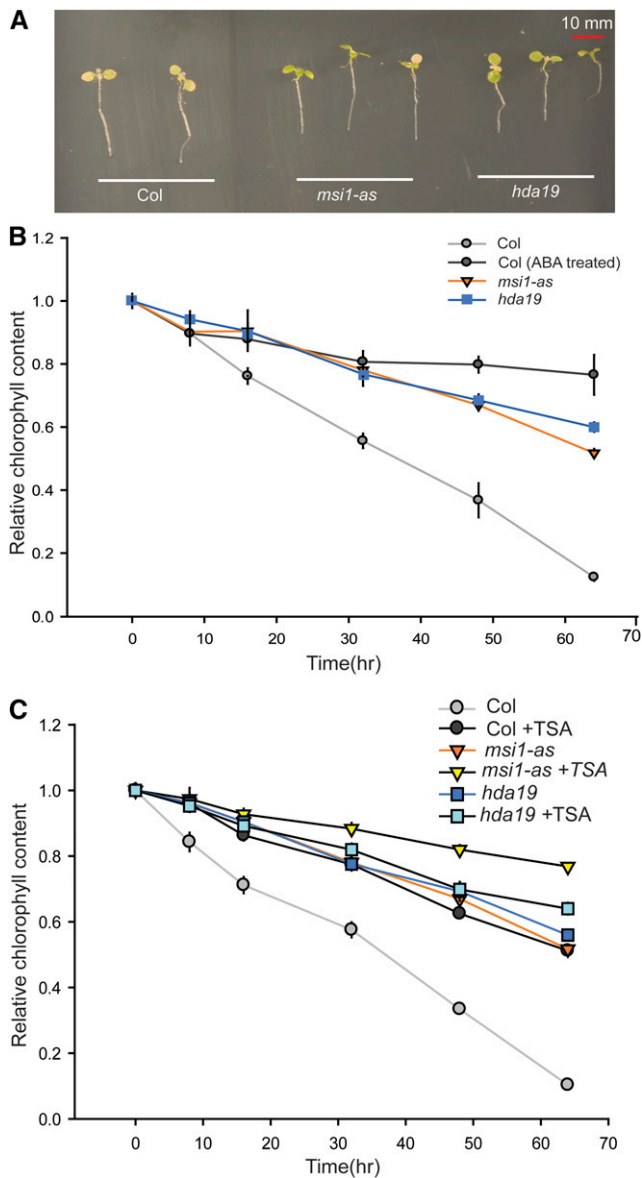 A
10 mm
Col
msi1-as
hda19
B
Relative chlorophyll content
1.2
1.0
0.8
0.6
0.4
0.2
0.0
Col
Col (ABA treated)
msi1-as
hda19
0 10 20 30 40 50 60 70
Time(hr)
C
Relative chlorophyll content
1.2
1.0
0.8
0.6
0.4
0.2
0.0
Col
Col +TSA
msi1-as
msi1-as +TSA
hda19
hda19 +TSA
0 10 20 30 40 50 60 70
Time(hr)